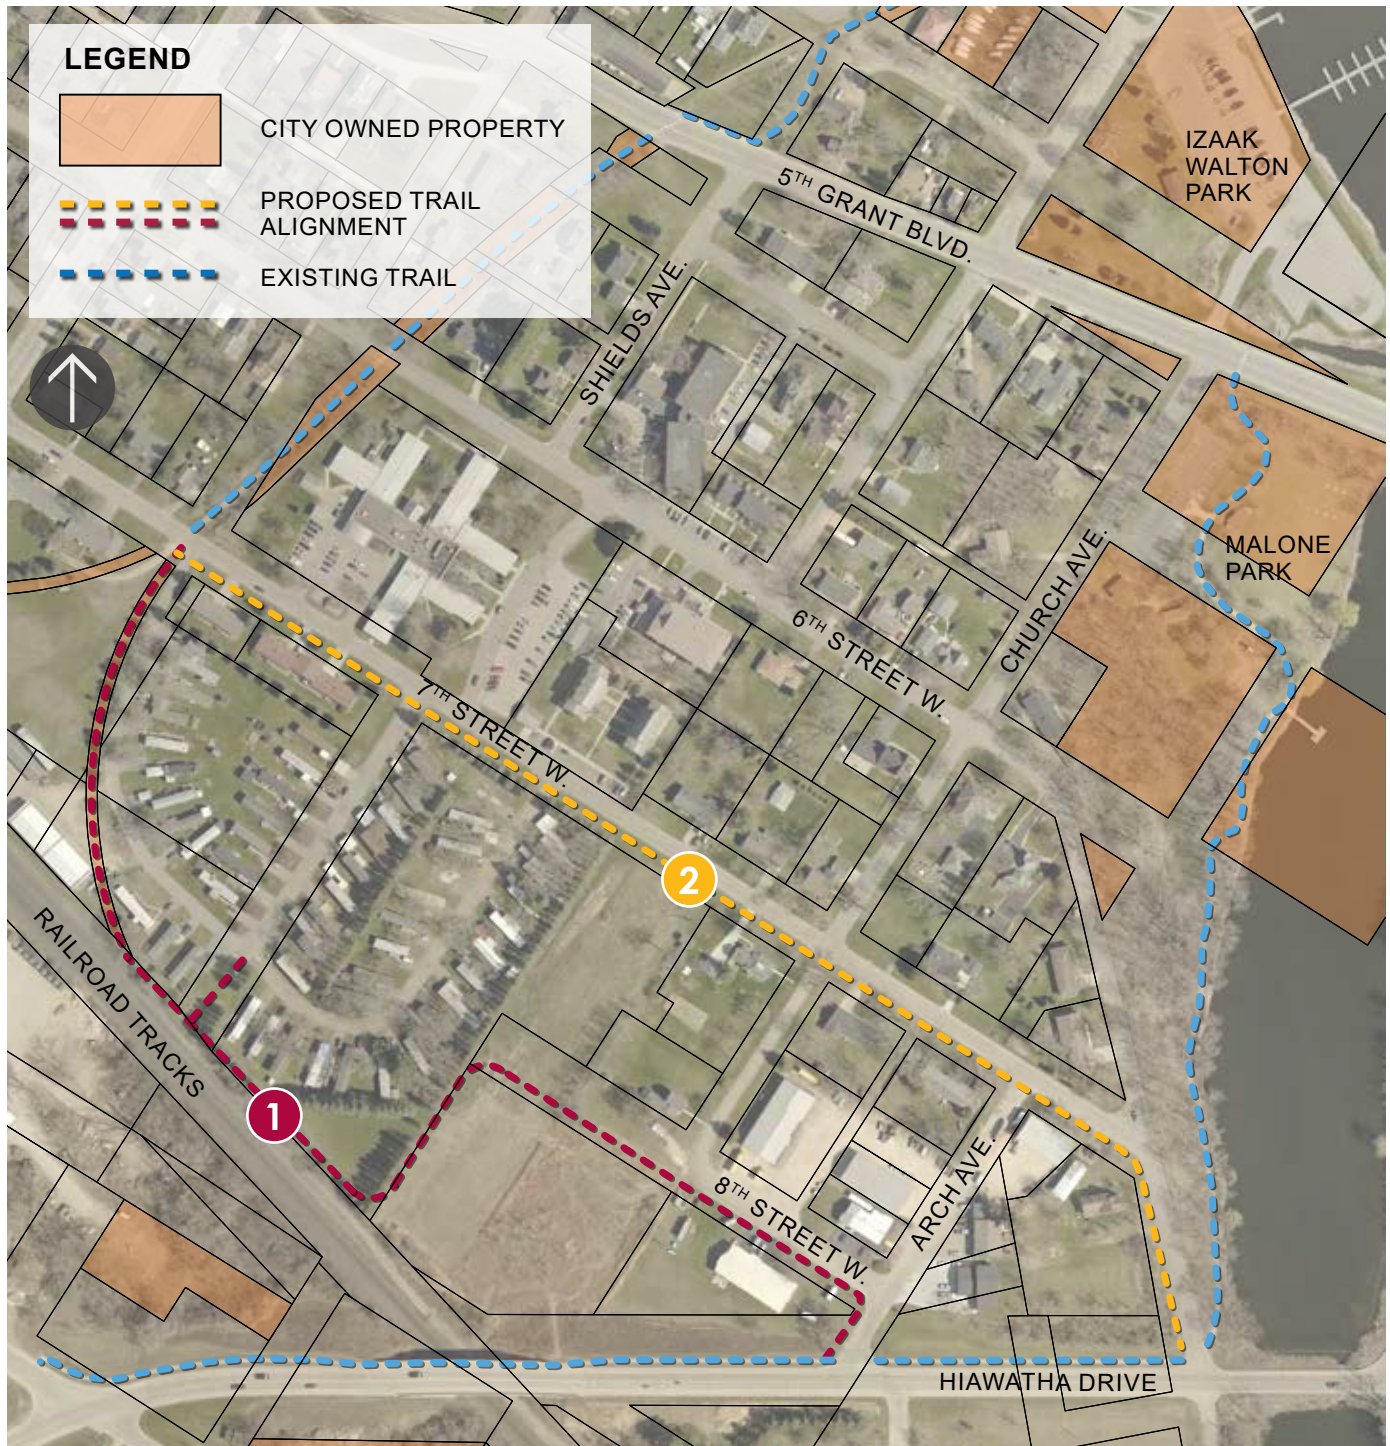 LEGEND
CITY OWNED PROPERTY
PROPOSED TRAIL
ALIGNMENT
EXISTING TRAIL
IZAAK
WALTON
PARK
5TH GRANT BLVD.
SHIELDS AVE.
MALONE
PARK
CHURCH AVE.
6TH STREET W.
7TH STREET W.
2
RAILROAD TRACKS
1
8TH STREET W.
ARCH AVE.
HIAWATHA DRIVE